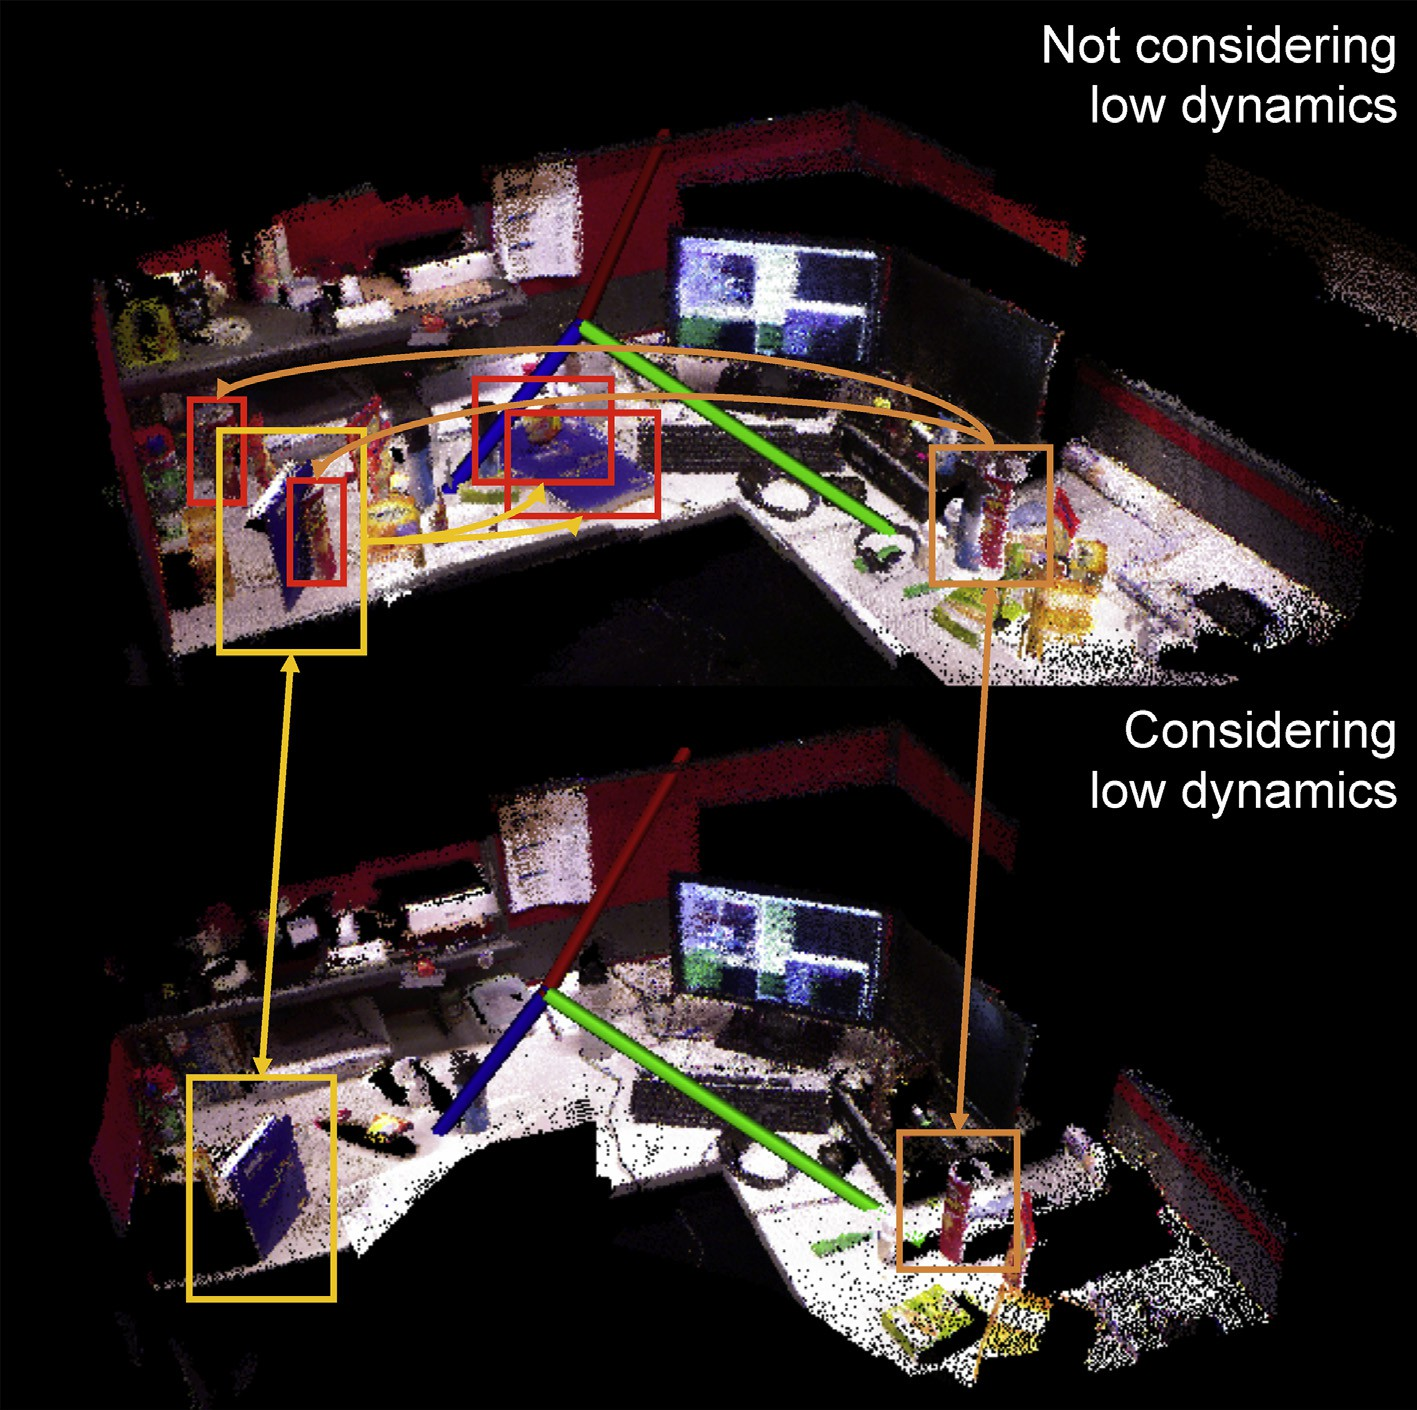 Not considering
low dynamics
Considering
low dynamics